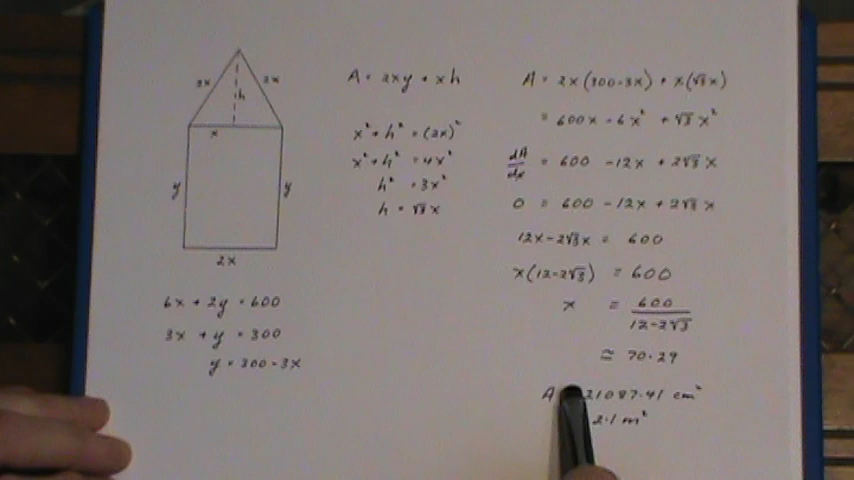 2x 2x
h
x
y y
2x
6x + 2y = 600
3x + y = 300
y = 300 - 3x
A = 2xy + xh
x² + h² = (2x)²
x² + h² = 4x²
h² = 3x²
h = √3 x
A = 2x(300-3x) + x(√3x)
= 600x - 6x² + √3 x²
dA/dx = 600 - 12x + 2√3 x
0 = 600 - 12x + 2√3 x
12x - 2√3x = 600
x(12-2√3) = 600
x = 600
12-2√3
≈ 70.29
A 21087.41 cm²
2.1 m²